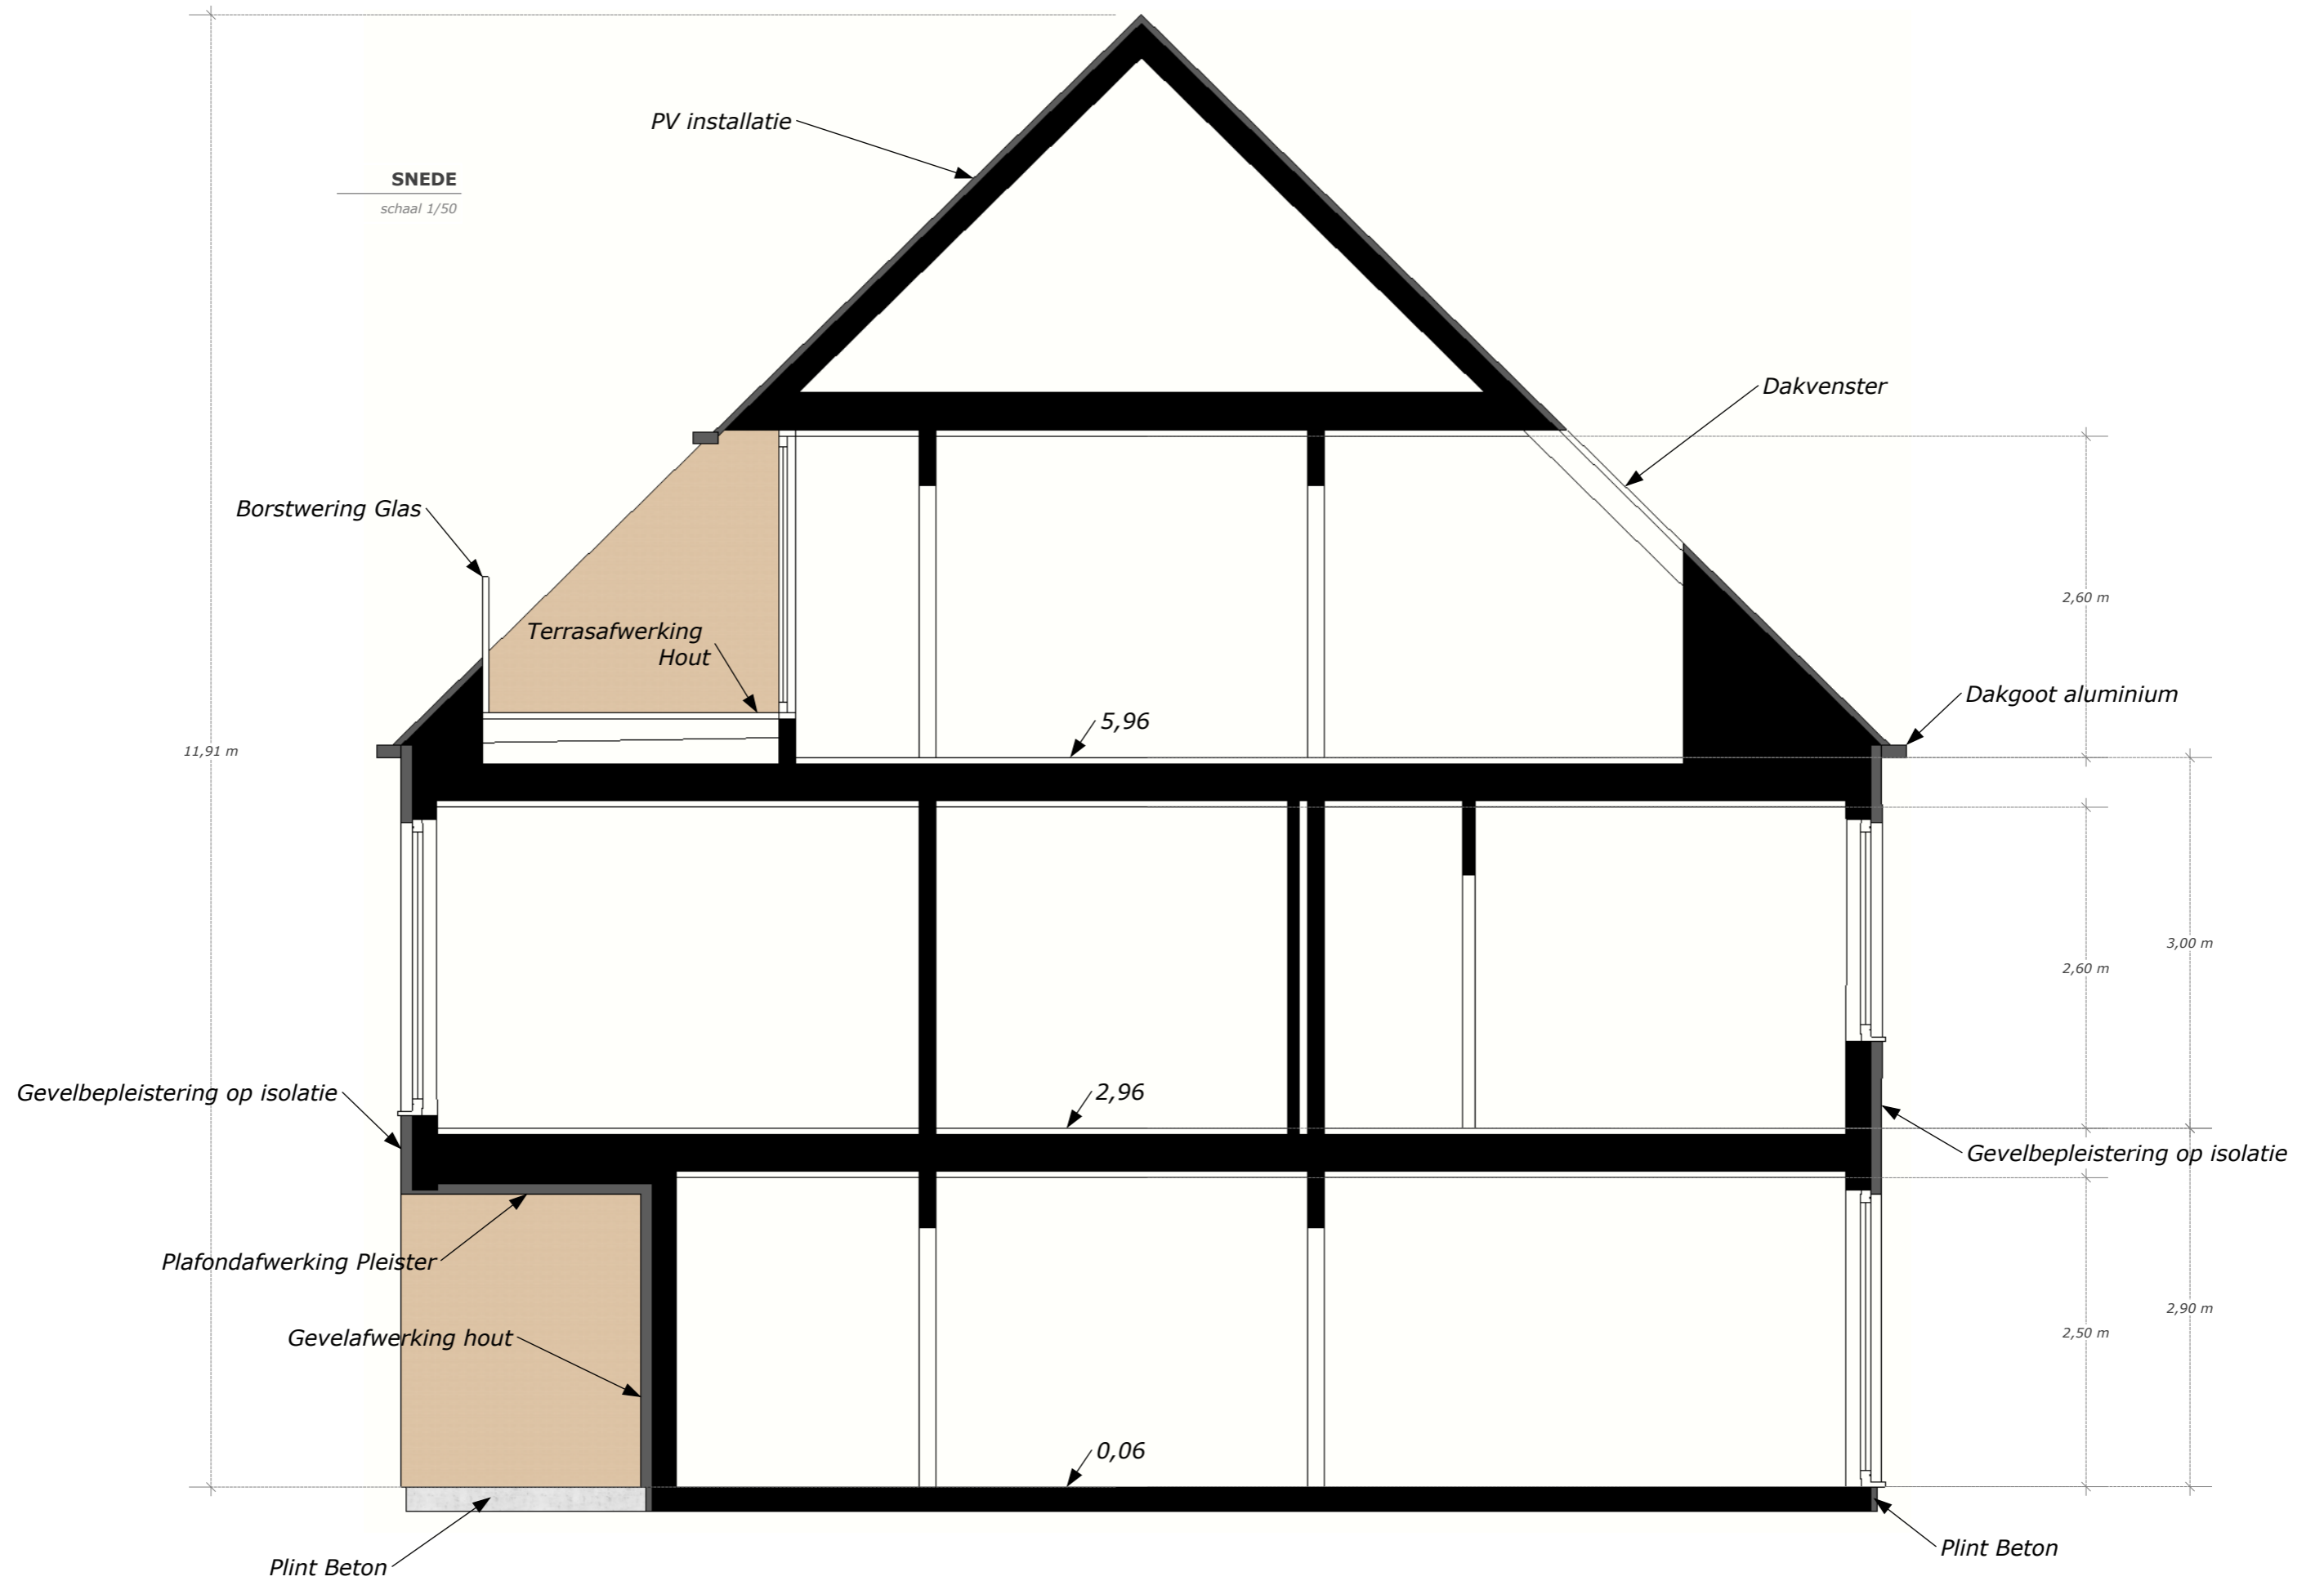 PV installatie
SNEDE
schaal 1/50
Dakvenster
Borstwering Glas
2,60 m
Terrasafwerking
Hout
Dakgoot aluminium
5,96
11,91 m
3,00 m
2,60 m
2,96
Gevelbepleistering op isolatie
Gevelbepleistering op isolatie
Plafondafwerking Pleister
2,90 m
2,50 m
Gevelafwerking hout
0,06
Plint Beton
Plint Beton